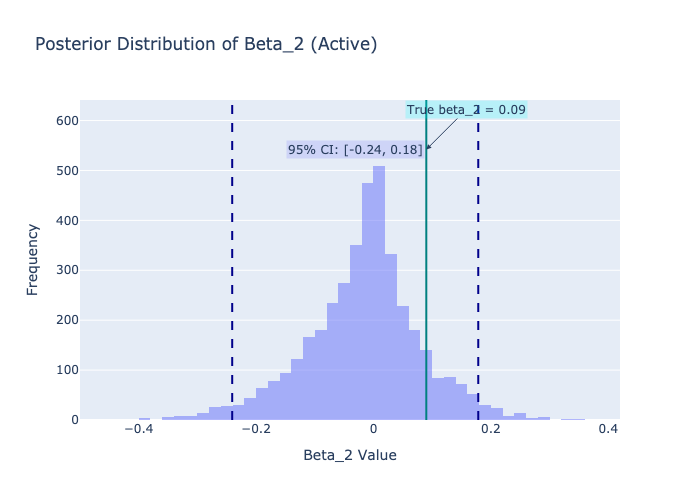 Posterior Distribution of Beta_2 (Active)
True beta_2 = 0.09
95% CI: [-0.24, 0.18]
600
500
400
300
200
100
0
Frequency
−0.4
−0.2
0
0.2
0.4
Beta_2 Value